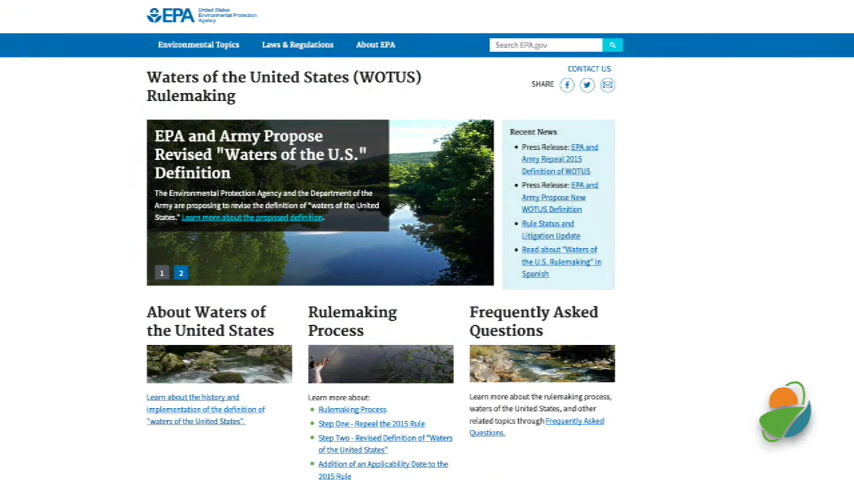 EPA
United States
Environmental Protection
Agency
Environmental Topics
Laws & Regulations
About EPA
Search EPA.gov
CONTACT US
SHARE
Waters of the United States (WOTUS)
Rulemaking
EPA and Army Propose
Revised "Waters of the U.S."
Definition
The Environmental Protection Agency and the Department of the
Army are proposing to revise the definition of "waters of the United
States." Learn more about the proposed definition.
1
2
Recent News
Press Release: EPA and
Army Repeal 2015
Definition of WOTUS
Press Release: EPA and
Army Propose New
WOTUS Definition
Rule Status and
Litigation Update
Read about "Waters of
the U.S. Rulemaking" in
Spanish
About Waters of
the United States
Learn about the history and
implementation of the definition of
"waters of the United States".
Rulemaking
Process
Learn more about:
Rulemaking Process
Step One - Repeal the 2015 Rule
Step Two - Revised Definition of "Waters
of the United States"
Addition of an Applicability Date to the
2015 Rule
Frequently Asked
Questions
Learn more about the rulemaking process,
waters of the United States, and other
related topics through Frequently Asked
Questions.